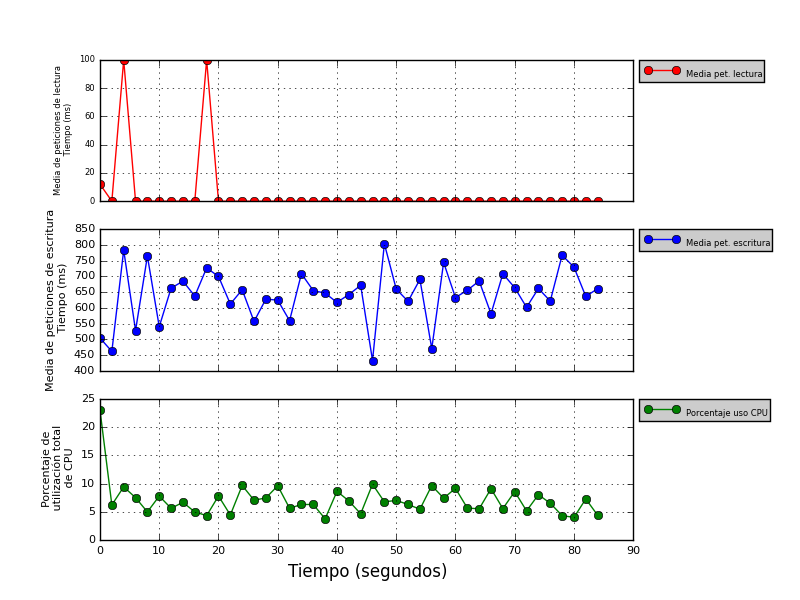 Media de peticiones de lectura
Tiempo (ms)
100
80
60
40
20
0
Media pet. lectura
Media de peticiones de escritura
Tiempo (ms)
850
800
750
700
650
600
550
500
450
400
Media pet. escritura
Porcentaje de
utilización total
de CPU
25
20
15
10
5
0
Porcentaje uso CPU
0 10 20 30 40 50 60 70 80 90
Tiempo (segundos)